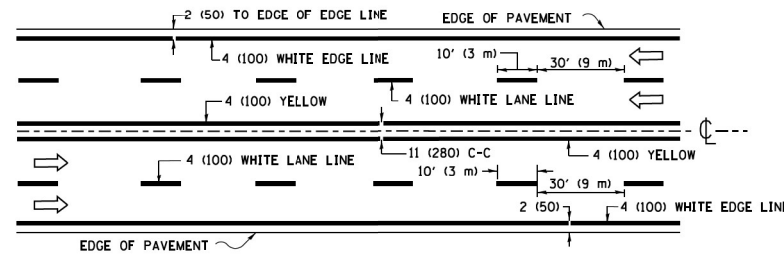 2 (50) TO EDGE OF EDGE LINE
EDGE OF PAVEMENT
4 (100) WHITE EDGE LINE
10' (3 m)
30' (9 m)
4 (100) YELLOW
4 (100) WHITE LANE LINE
℄
4 (100) WHITE LANE LINE
11 (280) C-C
4 (100) YELLOW
10' (3 m)
30' (9 m)
2 (50)
4 (100) WHITE EDGE LINE
EDGE OF PAVEMENT